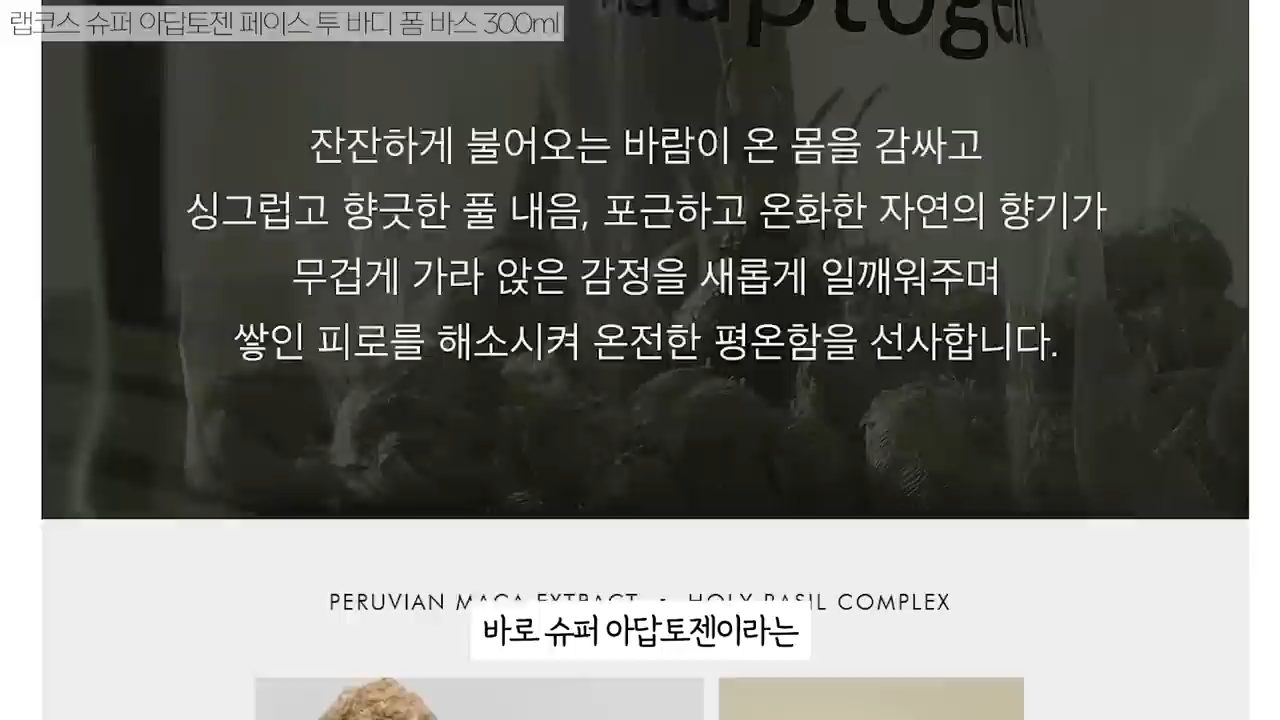 랩코스 슈퍼 아답토젠 페이스 투 바디 폼 바스 300ml
잔잔하게 불어오는 바람이 온 몸을 감싸고
싱그럽고 향긋한 풀 내음, 포근하고 온화한 자연의 향기가
무겁게 가라 앉은 감정을 새롭게 일깨워주며
쌓인 피로를 해소시켜 온전한 평온함을 선사합니다.
PERUVIAN MACA EXTRACT - HOLY BASIL COMPLEX
바로 슈퍼 아답토젠이라는